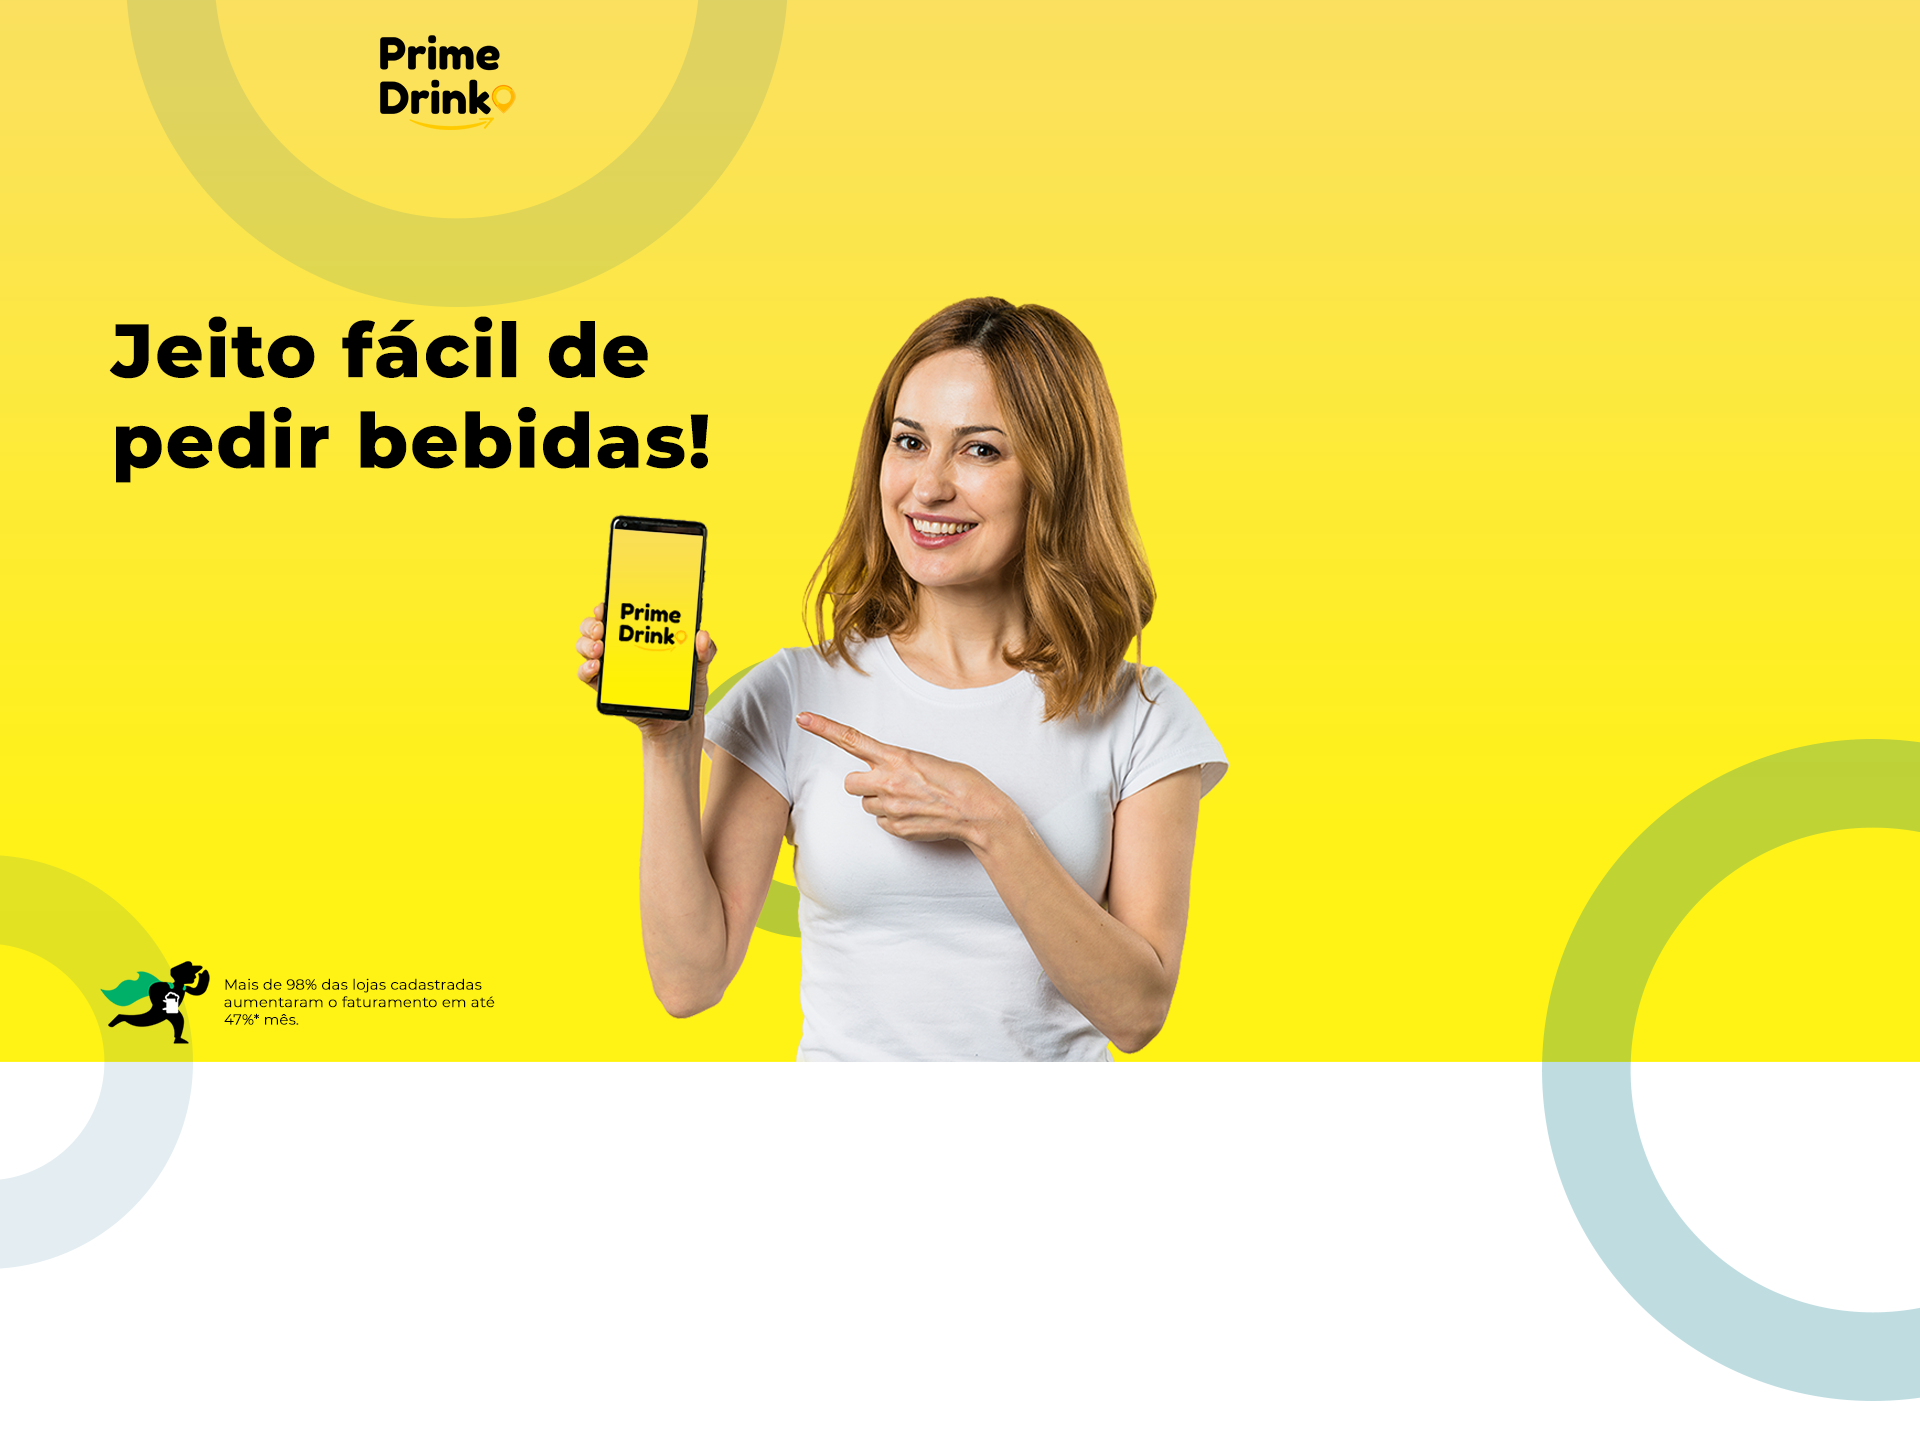 Prime
Drink
Jeito fácil de
pedir bebidas!
Prime
Drink
Mais de 98% das lojas cadastradas
aumentaram o faturamento em até
47%* mês.